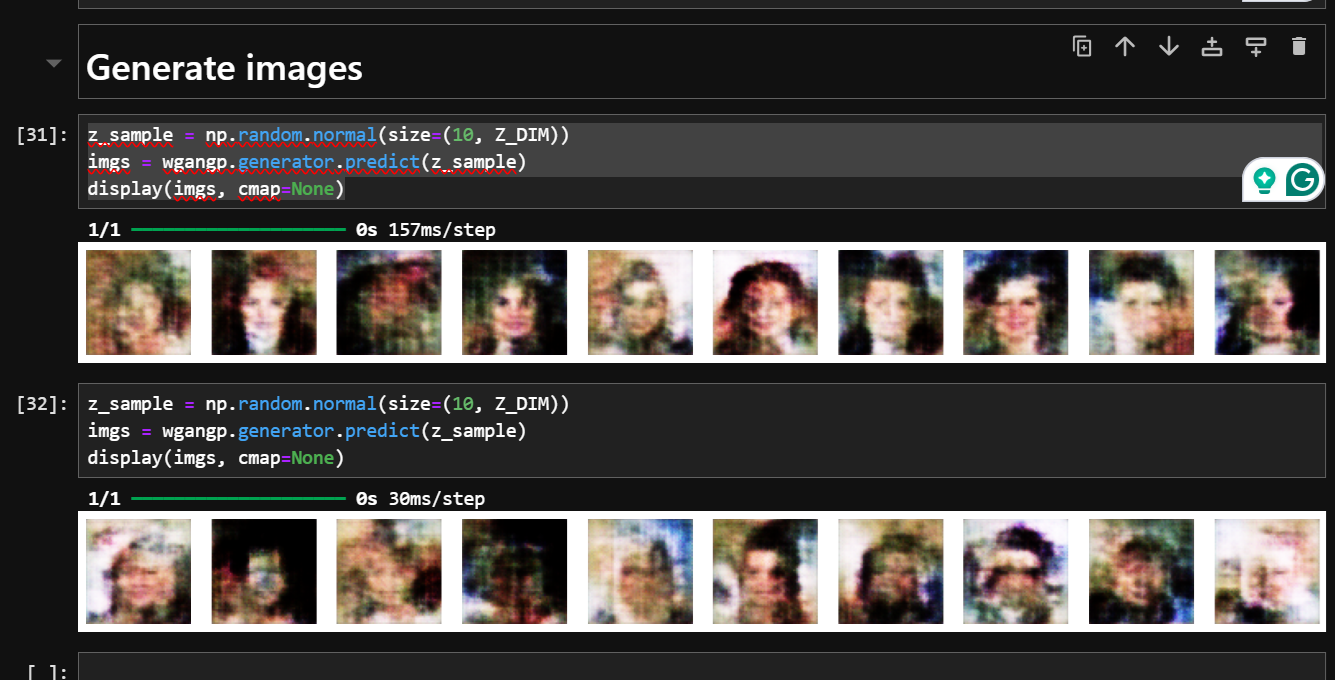 Generate images
[31]:
z_sample = np.random.normal(size=(10, Z_DIM))
imgs = wgangp.generator.predict(z_sample)
display(imgs, cmap=None)
1/1 ━━━━━━━━━━━━━━━━━━━━ 0s 157ms/step
[32]:
z_sample = np.random.normal(size=(10, Z_DIM))
imgs = wgangp.generator.predict(z_sample)
display(imgs, cmap=None)
1/1 ━━━━━━━━━━━━━━━━━━━━ 0s 30ms/step
[ ]: